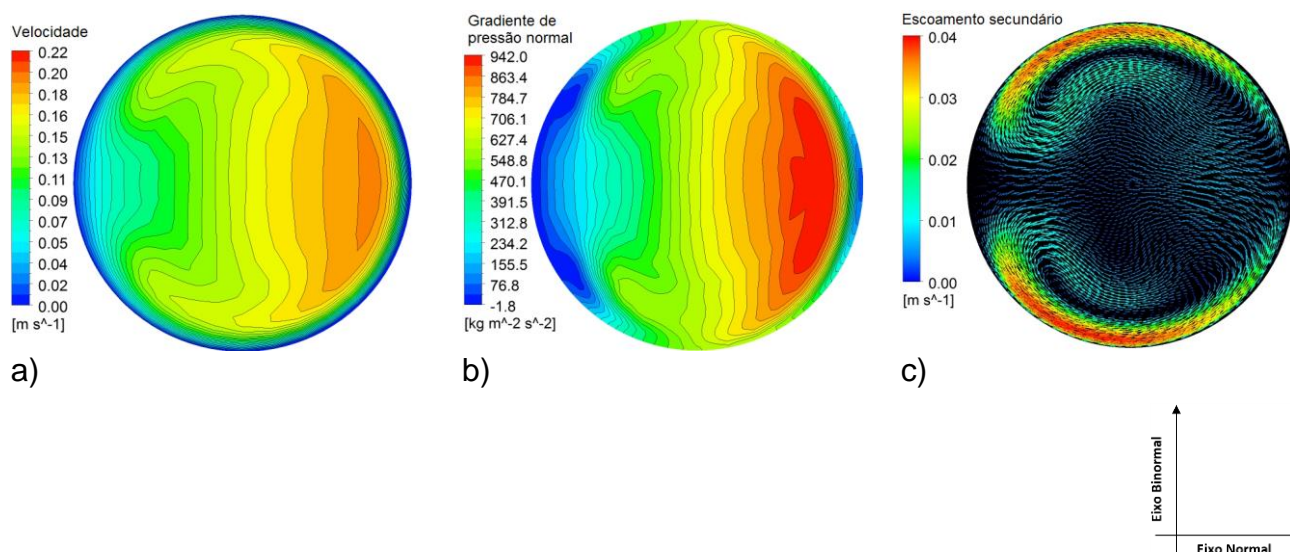 Velocidade
0.22
0.20
0.18
0.16
0.15
0.13
0.11
0.09
0.07
0.05
0.04
0.02
0.00
[m s^-1]
a)
Gradiente de
pressão normal
942.0
863.4
784.7
706.1
627.4
548.8
470.1
391.5
312.8
234.2
155.5
76.8
-1.8
[kg m^-2 s^-2]
b)
Escoamento secundário
0.04
0.03
0.02
0.01
0.00
[m s^-1]
c)
Eixo Binormal
Eixo Normal